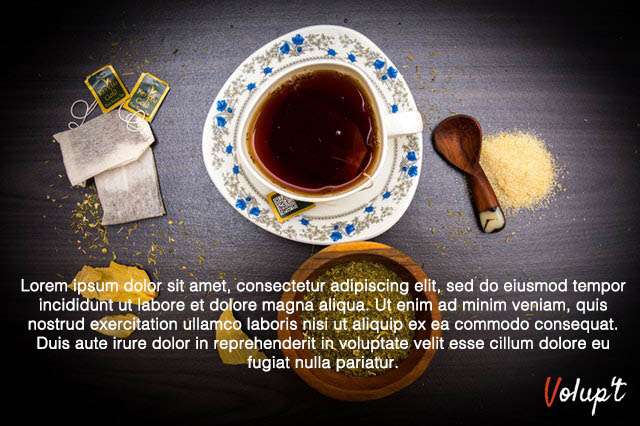 Lorem ipsum dolor sit amet, consectetur adipiscing elit, sed do eiusmod tempor
incididunt ut labore et dolore magna aliqua. Ut enim ad minim veniam, quis
nostrud exercitation ullamco laboris nisi ut aliquip ex ea commodo consequat.
Duis aute irure dolor in reprehenderit in voluptate velit esse cillum dolore eu
fugiat nulla pariatur.
Volup't